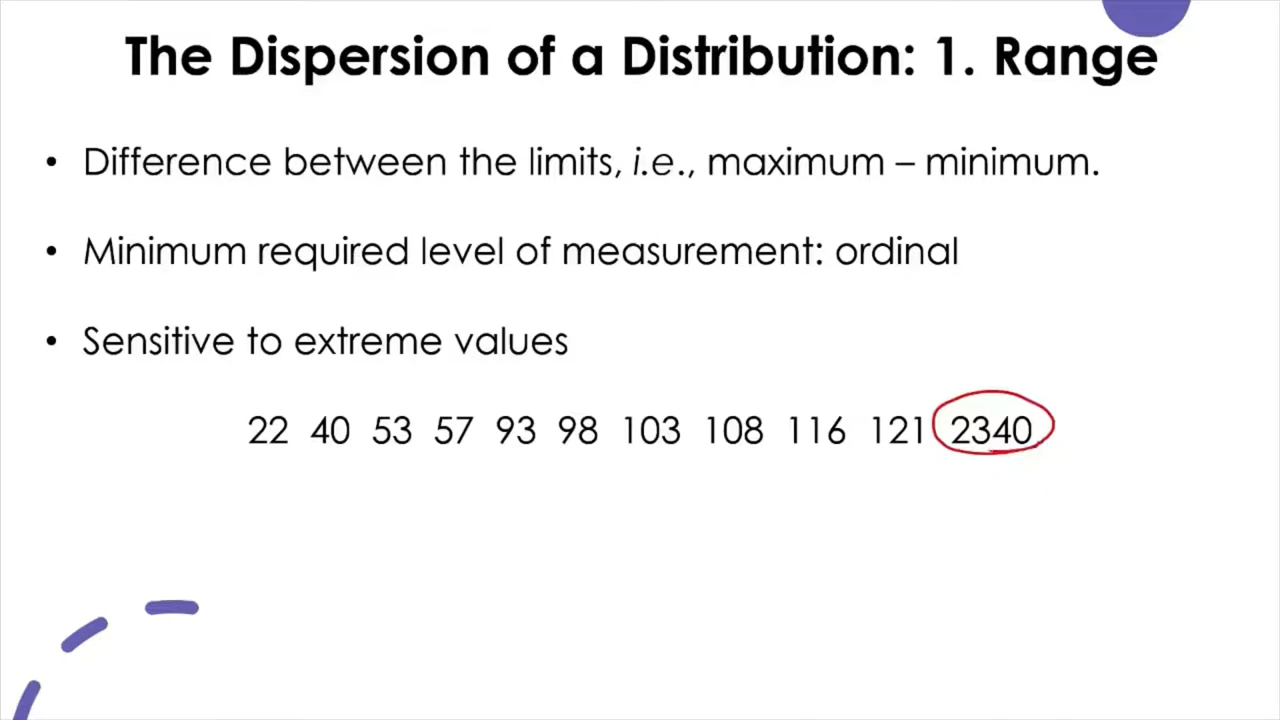 The Dispersion of a Distribution: 1. Range
• Difference between the limits, i.e., maximum – minimum.
• Minimum required level of measurement: ordinal
• Sensitive to extreme values
22 40 53 57 93 98 103 108 116 121 2340